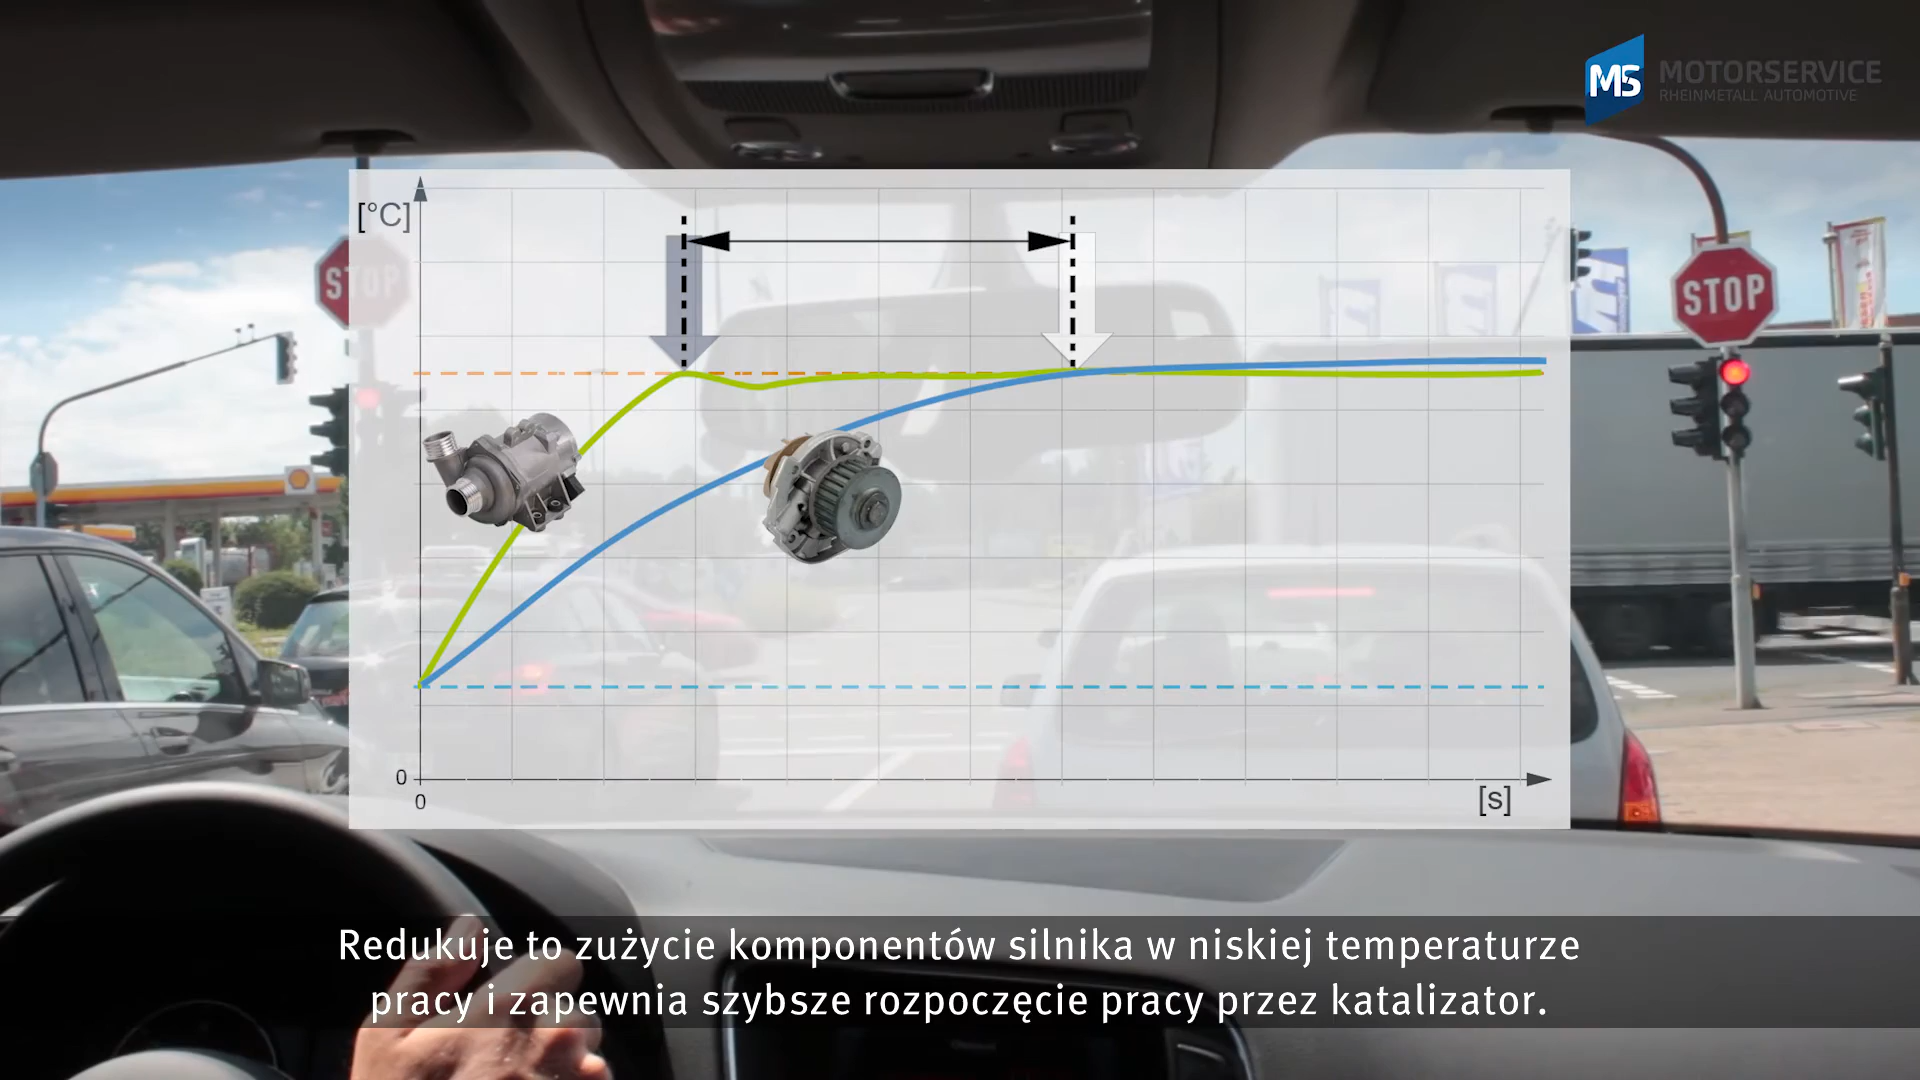 MS MOTORSERVICE
RHEINMETALL AUTOMOTIVE
[°C]
STOP
STOP
0
0
[s]
Redukuje to zużycie komponentów silnika w niskiej temperaturze
pracy i zapewnia szybsze rozpoczęcie pracy przez katalizator.